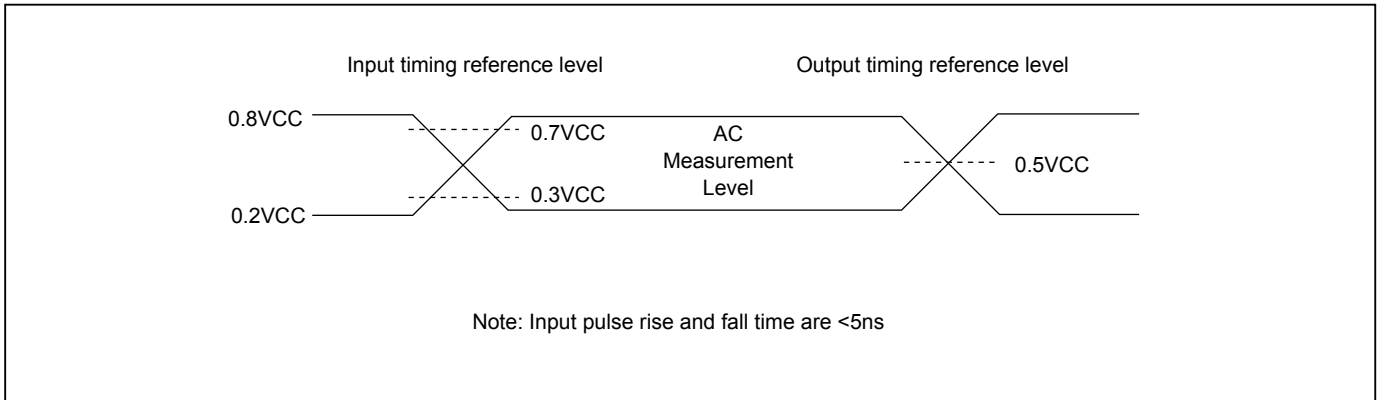 Input timing reference level
Output timing reference level
0.8VCC
0.7VCC
AC
Measurement
Level
0.5VCC
0.3VCC
0.2VCC
Note: Input pulse rise and fall time are <5ns